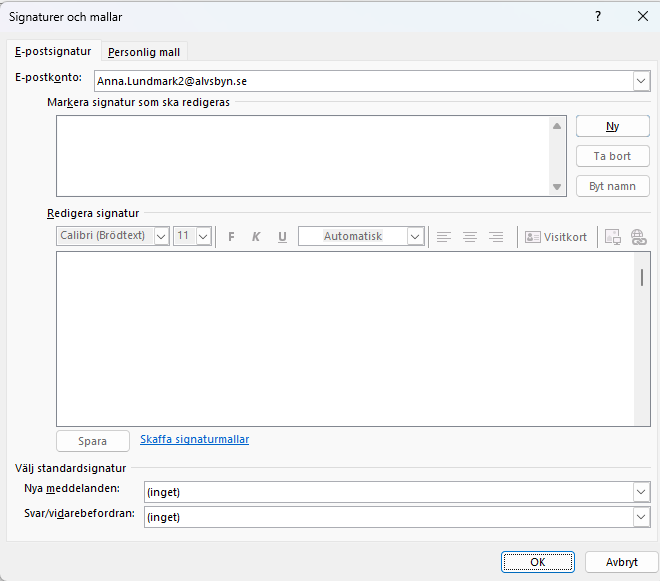 Signaturer och mallar ?
E-postsignatur Personlig mall
E-postkonto: Anna.Lundmark2@alvsbyn.se
Markera signatur som ska redigeras
Ny
Ta bort
Byt namn
Redigera signatur
Calibri (Brödtext) 11 F K U Automatisk Visitkort
Spara Skaffa signaturmallar
Välj standardsignatur
Nya meddelanden: (inget)
Svar/vidarebefordran: (inget)
OK Avbryt